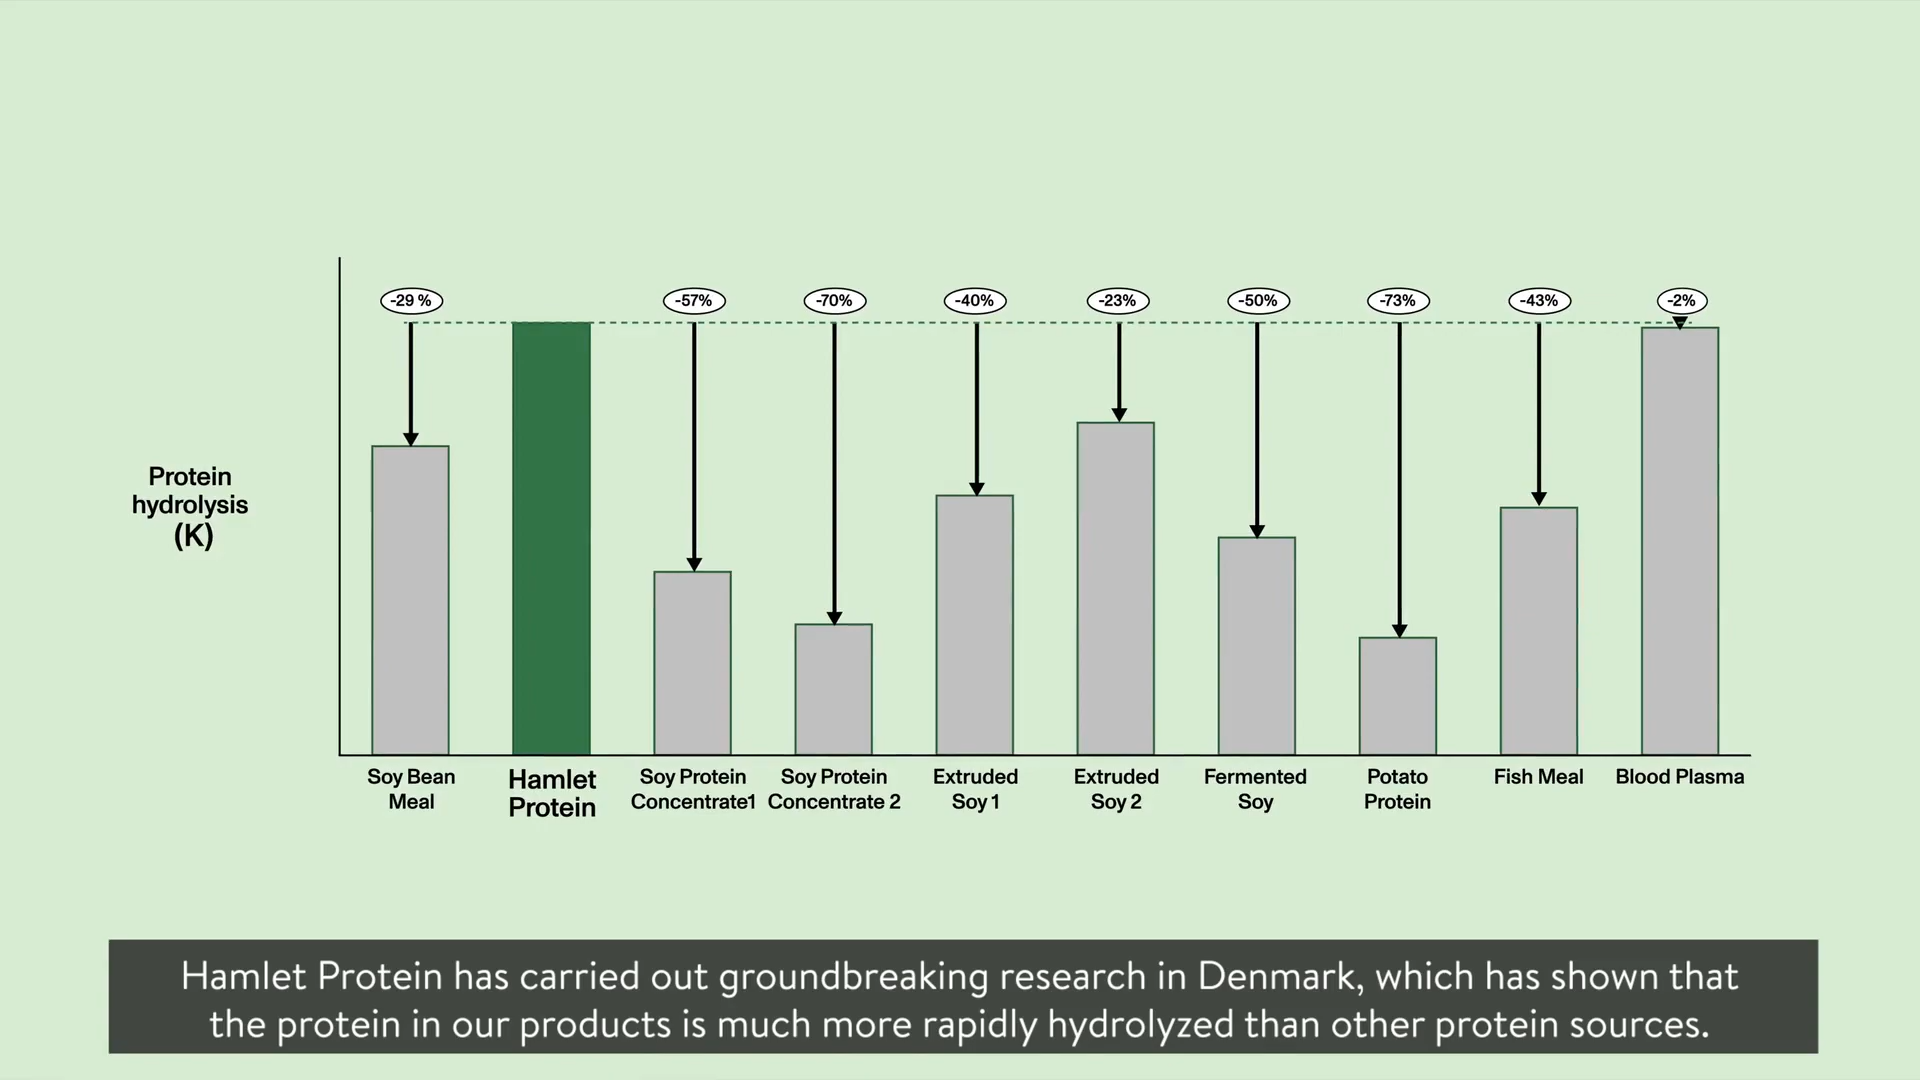 -29 %
-57%
-70%
-40%
-23%
-50%
-73%
-43%
-2%
Protein
hydrolysis
(K)
Soy Bean
Meal
Hamlet
Protein
Soy Protein
Concentrate1
Soy Protein
Concentrate 2
Extruded
Soy 1
Extruded
Soy 2
Fermented
Soy
Potato
Protein
Fish Meal
Blood Plasma
Hamlet Protein has carried out groundbreaking research in Denmark, which has shown that
the protein in our products is much more rapidly hydrolyzed than other protein sources.